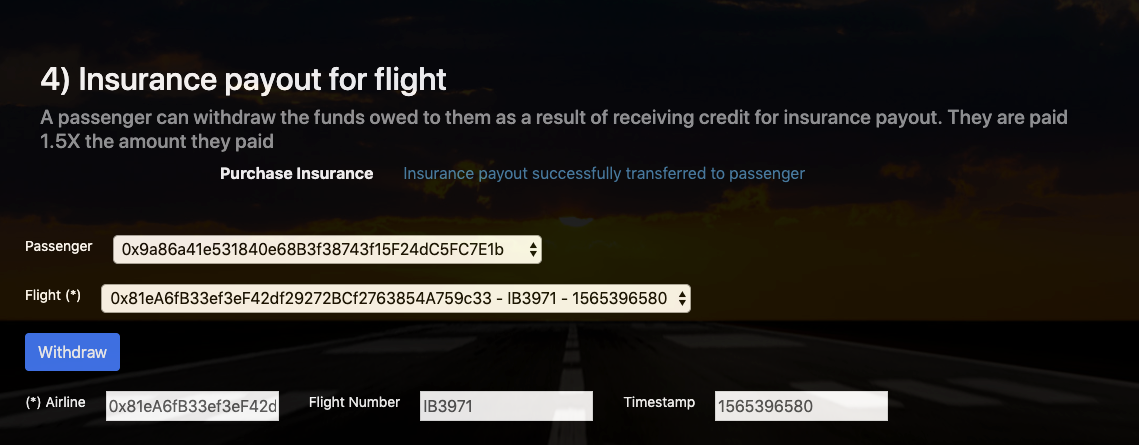 4) Insurance payout for flight
A passenger can withdraw the funds owed to them as a result of receiving credit for insurance payout. They are paid
1.5X the amount they paid
Purchase Insurance Insurance payout successfully transferred to passenger
Passenger 0x9a86a41e531840e68B3f38743f15F24dC5FC7E1b
Flight (*) 0x81eA6fB33ef3eF42df29272BCf2763854A759c33 - IB3971 - 1565396580
Withdraw
(*) Airline 0x81eA6fB33ef3eF42d Flight Number IB3971 Timestamp 1565396580